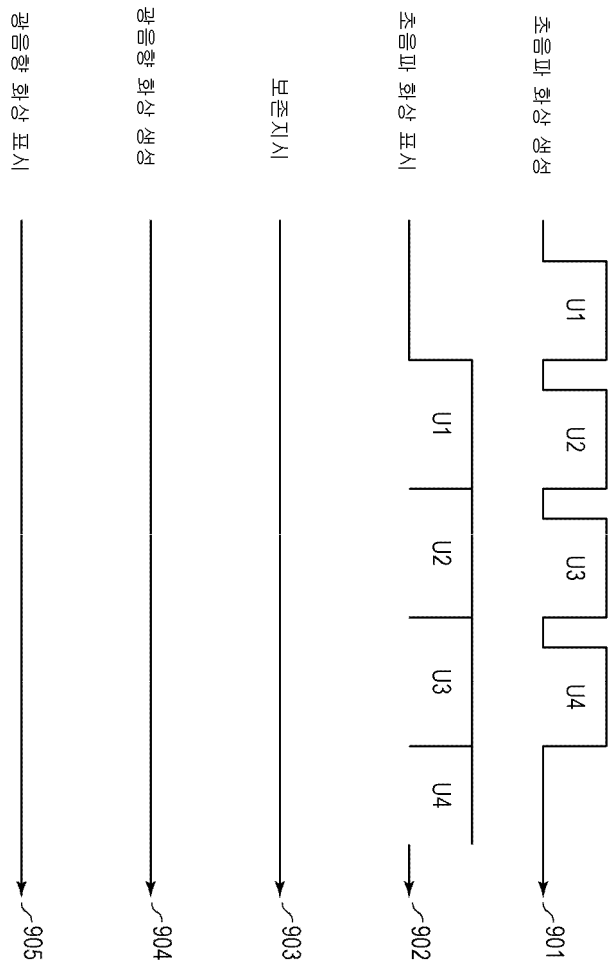 초음파 화상 생성
U1
U2
U3
U4
901
초음파 화상 표시
U1
U2
U3
U4
902
보존지시
903
광음향 화상 생성
904
광음향 화상 표시
905